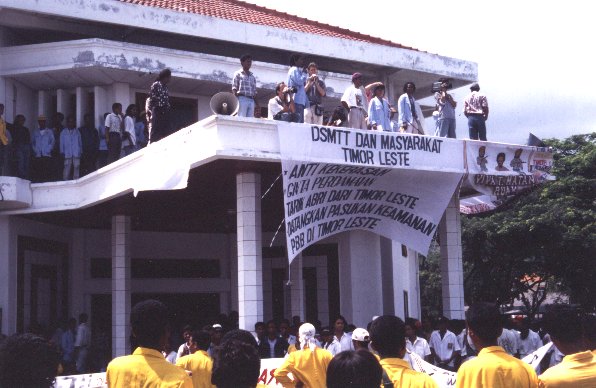 DSMTT DAN MASYARAKAT
TIMOR LESTE
- ANTI KEKERASAN
- CINTA PERDAMAIAN
- TARIK ABRI DARI TIMOR LESTE
- DATANGKAN PASUKAN KEAMANAN
PBB DI TIMOR LESTE